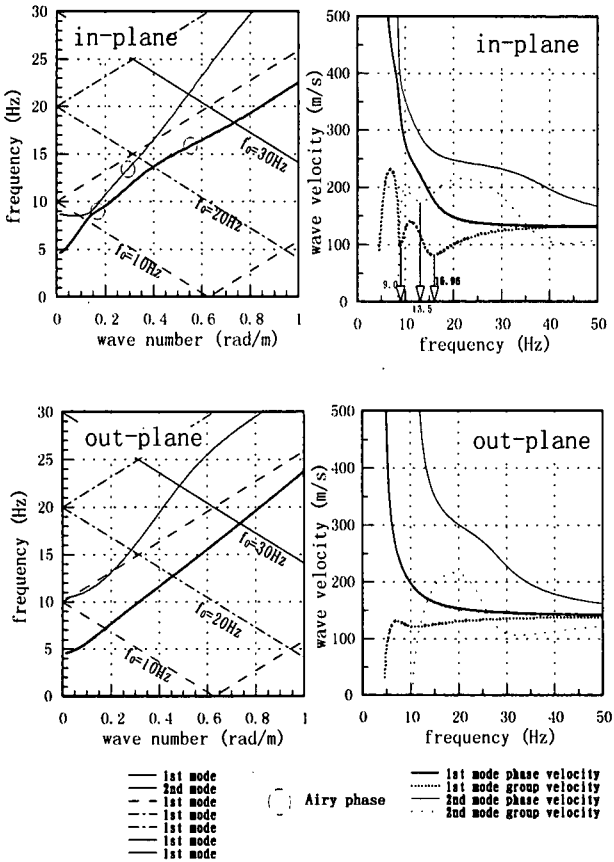 in-plane
frequency (Hz)
30
25
20
15
10
5
0
f₀=30Hz
f₀=20Hz
f₀=10Hz
0 0.2 0.4 0.6 0.8 1
wave number (rad/m)
in-plane
wave velocity (m/s)
500
400
300
200
100
0
9.0
13.5
16.96
0 10 20 30 40 50
frequency (Hz)
out-plane
frequency (Hz)
30
25
20
15
10
5
0
f₀=30Hz
f₀=20Hz
f₀=10Hz
0 0.2 0.4 0.6 0.8 1
wave number (rad/m)
out-plane
wave velocity (m/s)
500
400
300
200
100
0
0 10 20 30 40 50
frequency (Hz)
1st mode
2nd mode
1st mode
1st mode
1st mode
1st mode
1st mode
Airy phase
1st mode phase velocity
1st mode group velocity
2nd mode phase velocity
2nd mode group velocity